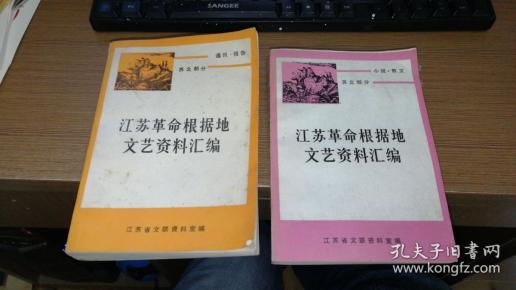 SANGEE
通讯·报告
苏北部分
江苏革命根据地
文艺资料汇编
江苏省文联资料室编
小说·散文
苏北部分
江苏革命根据地
文艺资料汇编
江苏省文联资料室编
孔夫子旧书网
kongfz.com